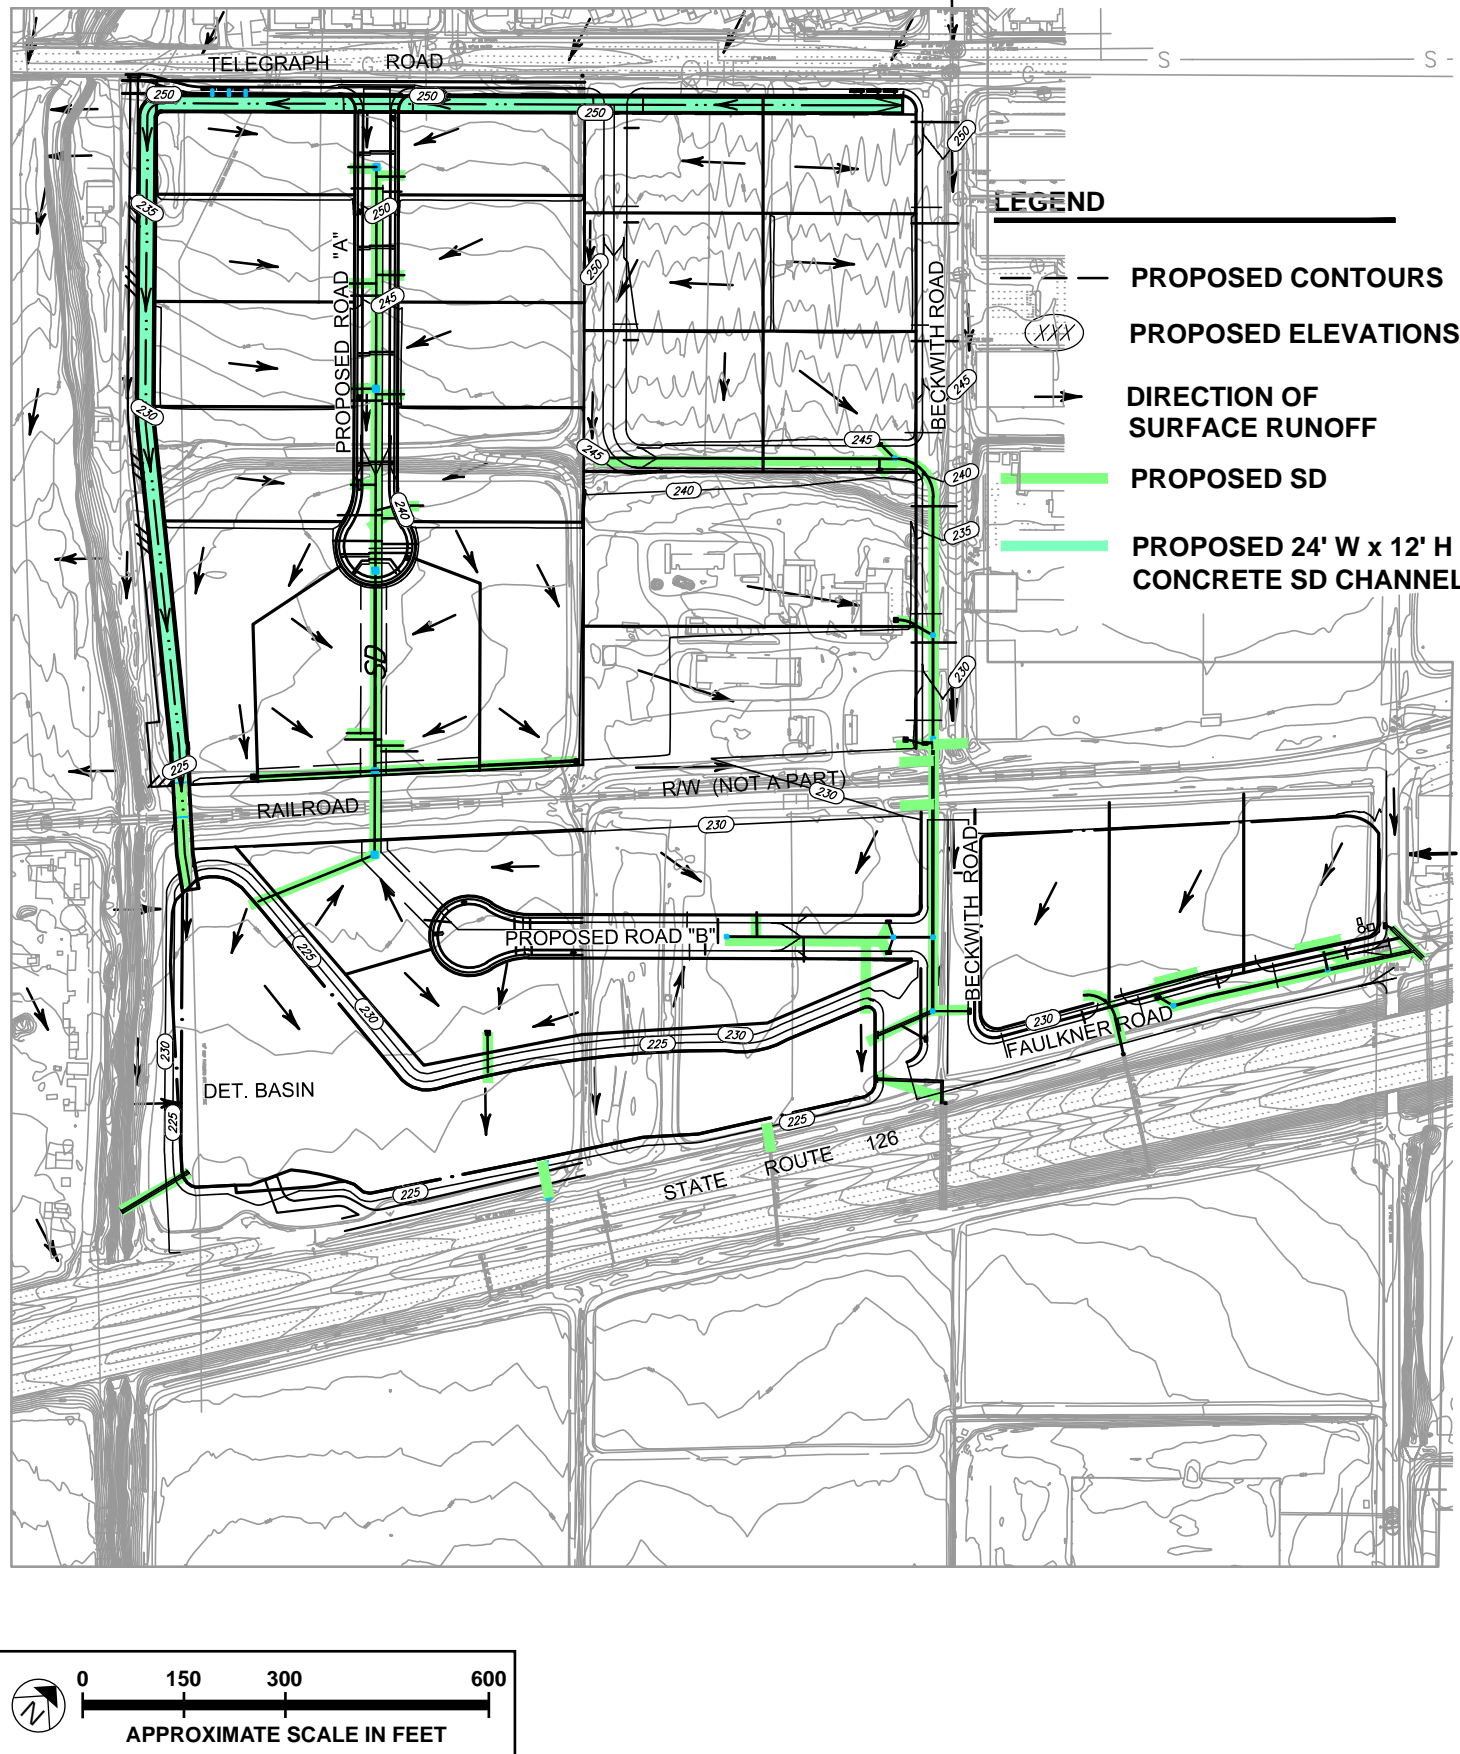 TELEGRAPH ROAD
S
S
G
G
250
250
250
250
235
250
250
245
230
245
245
245
240
240
240
235
230
225
230
230
225
230
230
225
230
225
230
225
225
PROPOSED ROAD "A"
BECKWITH ROAD
SD
RAILROAD
R/W (NOT A PART)
BECKWITH ROAD
PROPOSED ROAD "B"
FAULKNER ROAD
DET. BASIN
STATE ROUTE 126
LEGEND
PROPOSED CONTOURS
XXX
PROPOSED ELEVATIONS
DIRECTION OF
SURFACE RUNOFF
PROPOSED SD
PROPOSED 24' W x 12' H
CONCRETE SD CHANNEL
N
0 150 300 600
APPROXIMATE SCALE IN FEET